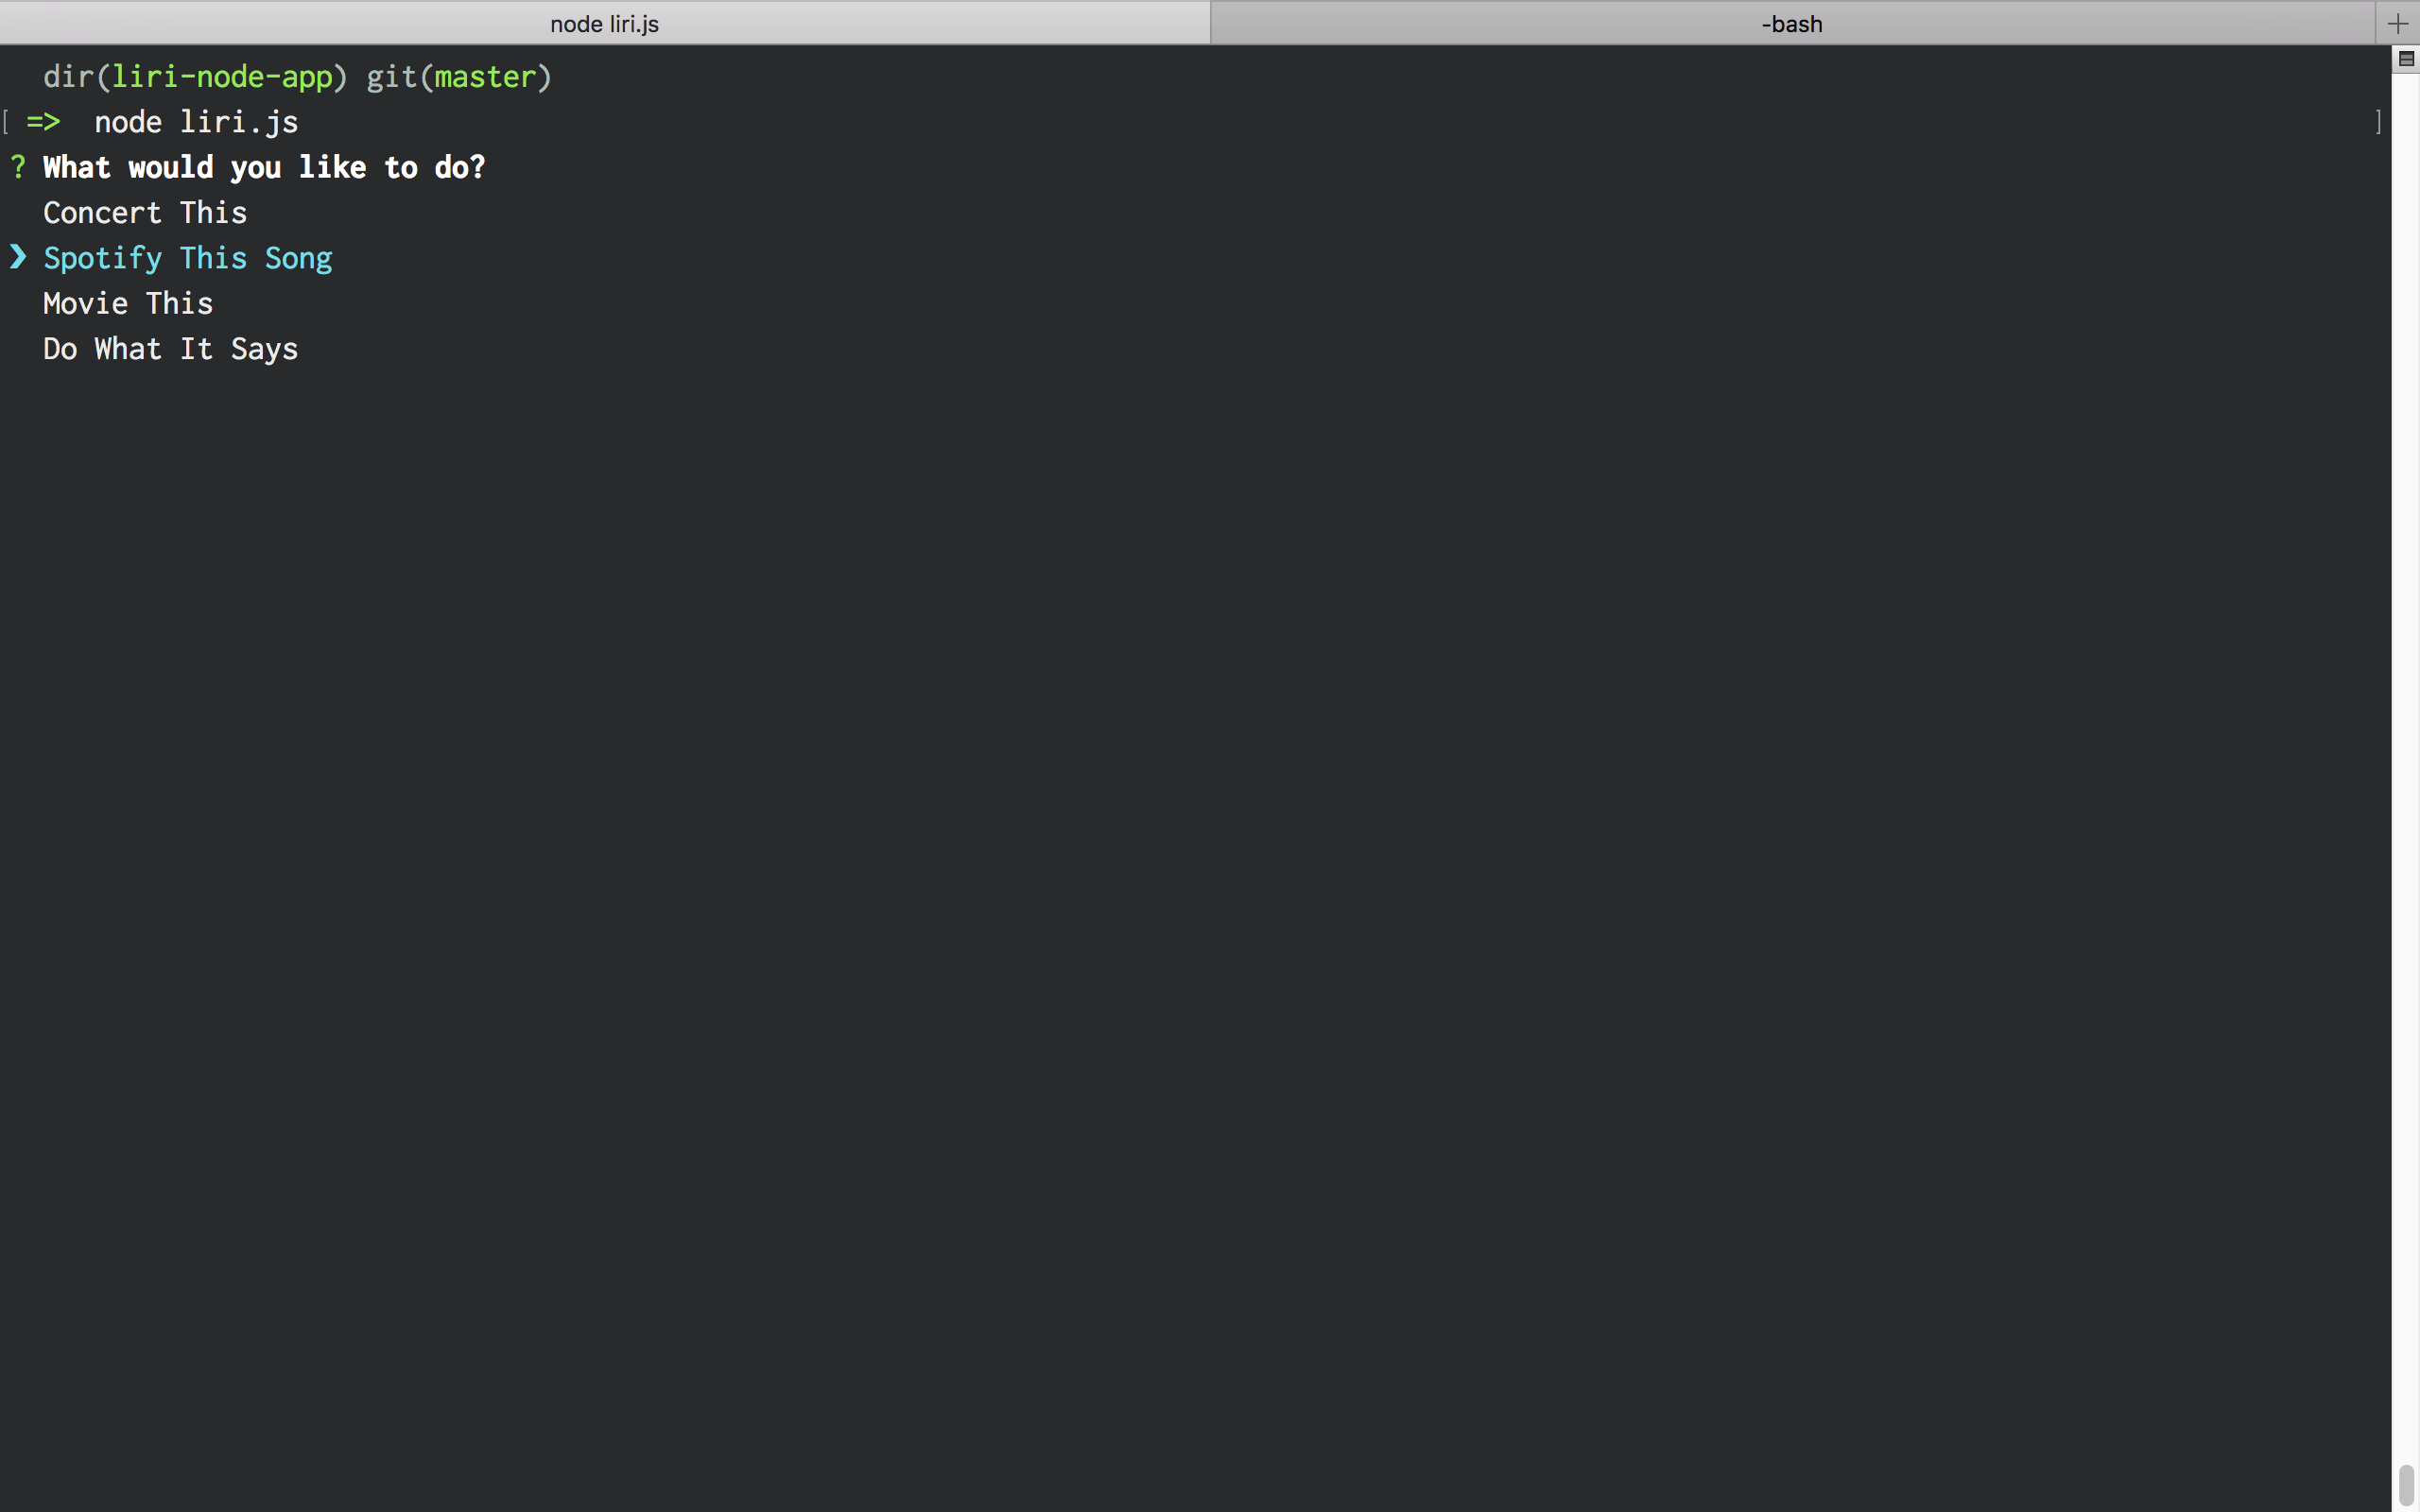 node liri.js
-bash
dir(liri-node-app) git(master)
[ =>  node liri.js ]
? What would you like to do?
Concert This
❯ Spotify This Song
Movie This
Do What It Says